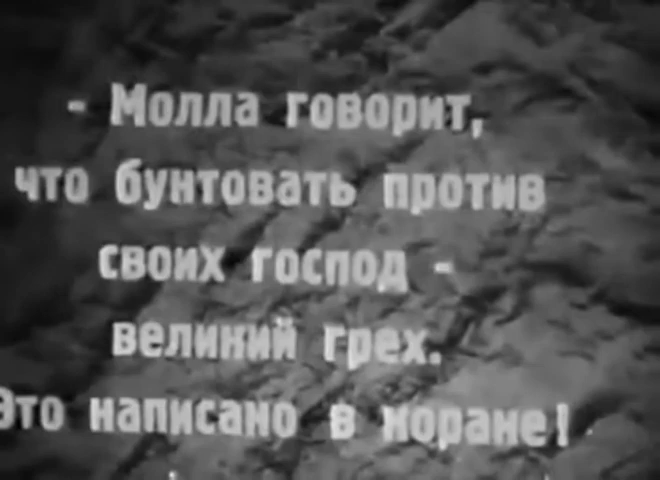 - Молла говорит,
что бунтовать против
своих господ -
великий грех.
Это написано в коране!